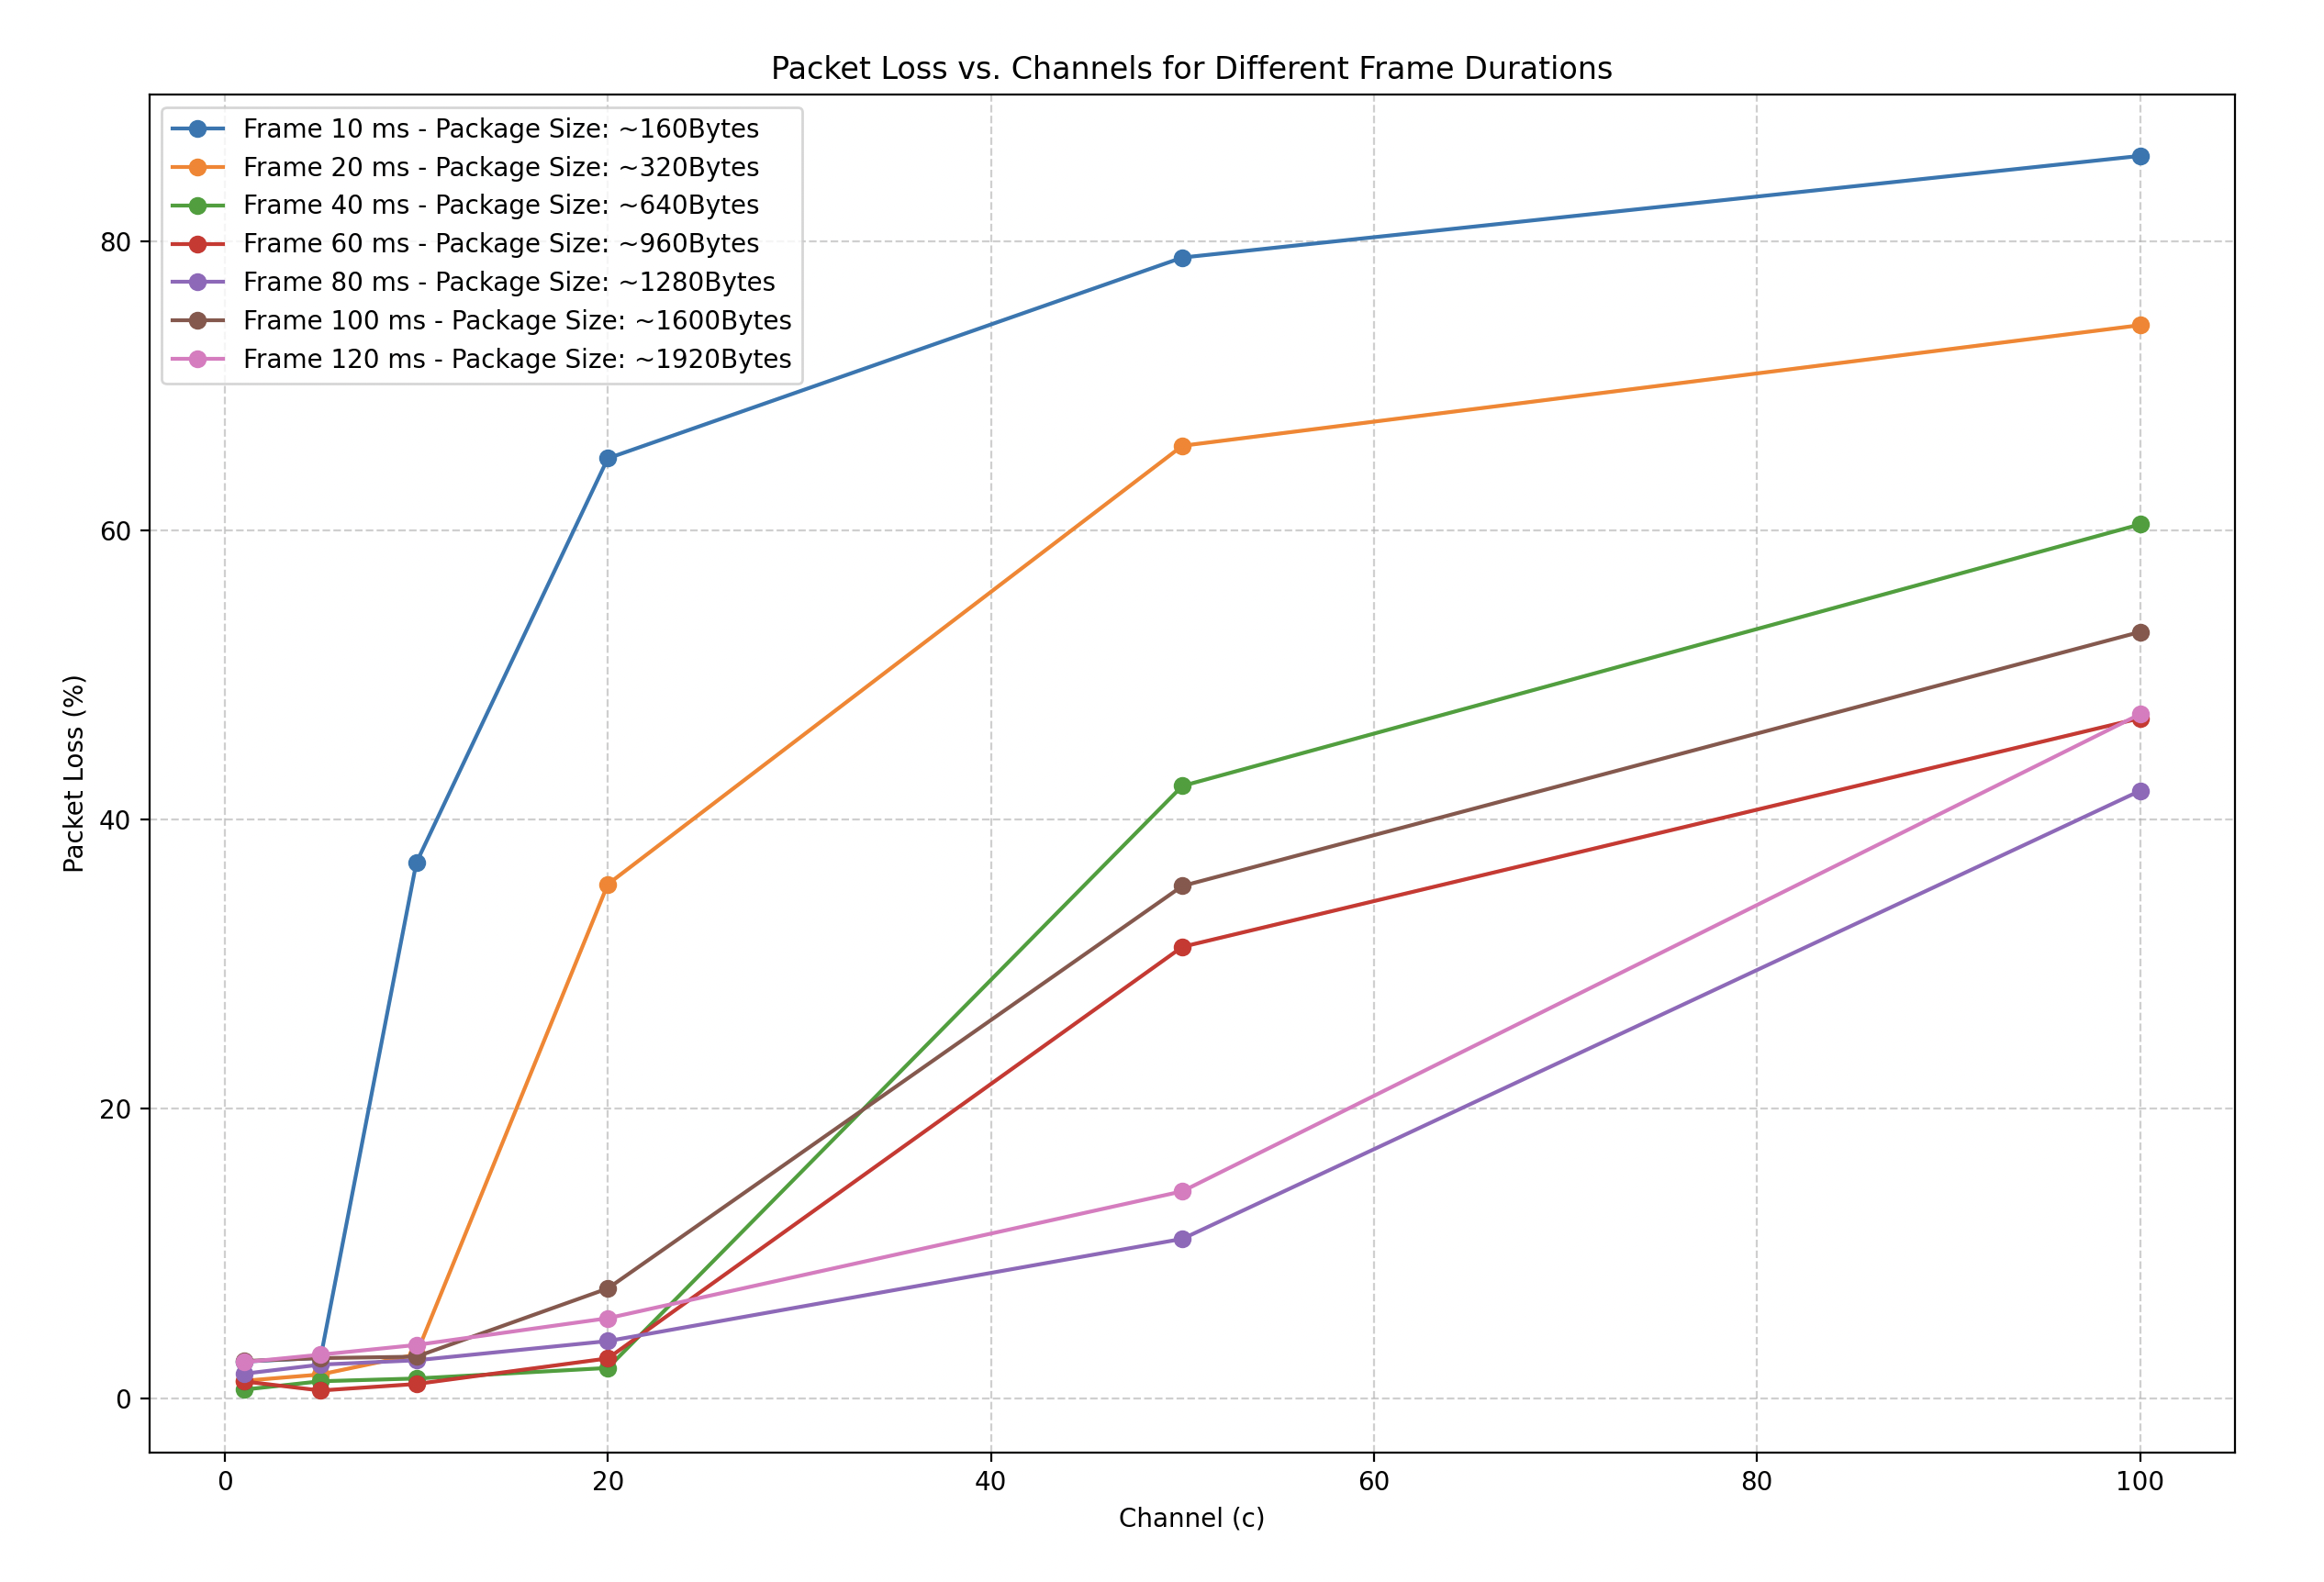 Packet Loss vs. Channels for Different Frame Durations
Frame 10 ms - Package Size: ~160Bytes
Frame 20 ms - Package Size: ~320Bytes
Frame 40 ms - Package Size: ~640Bytes
Frame 60 ms - Package Size: ~960Bytes
Frame 80 ms - Package Size: ~1280Bytes
Frame 100 ms - Package Size: ~1600Bytes
Frame 120 ms - Package Size: ~1920Bytes
Packet Loss (%)
80
60
40
20
0
0 20 40 60 80 100
Channel (c)